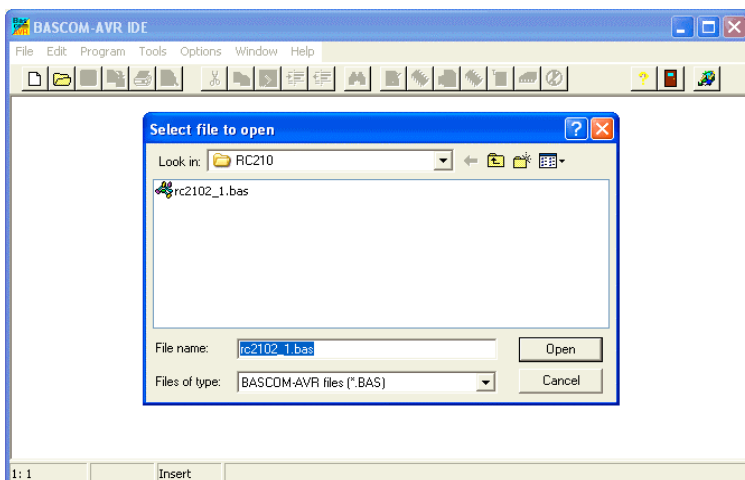 BASCOM-AVR IDE
File Edit Program Tools Options Window Help
Select file to open
Look in: RC210
rc2102_1.bas
File name: rc2102_1.bas Open
Files of type: BASCOM-AVR files (*.BAS) Cancel
1: 1 Insert